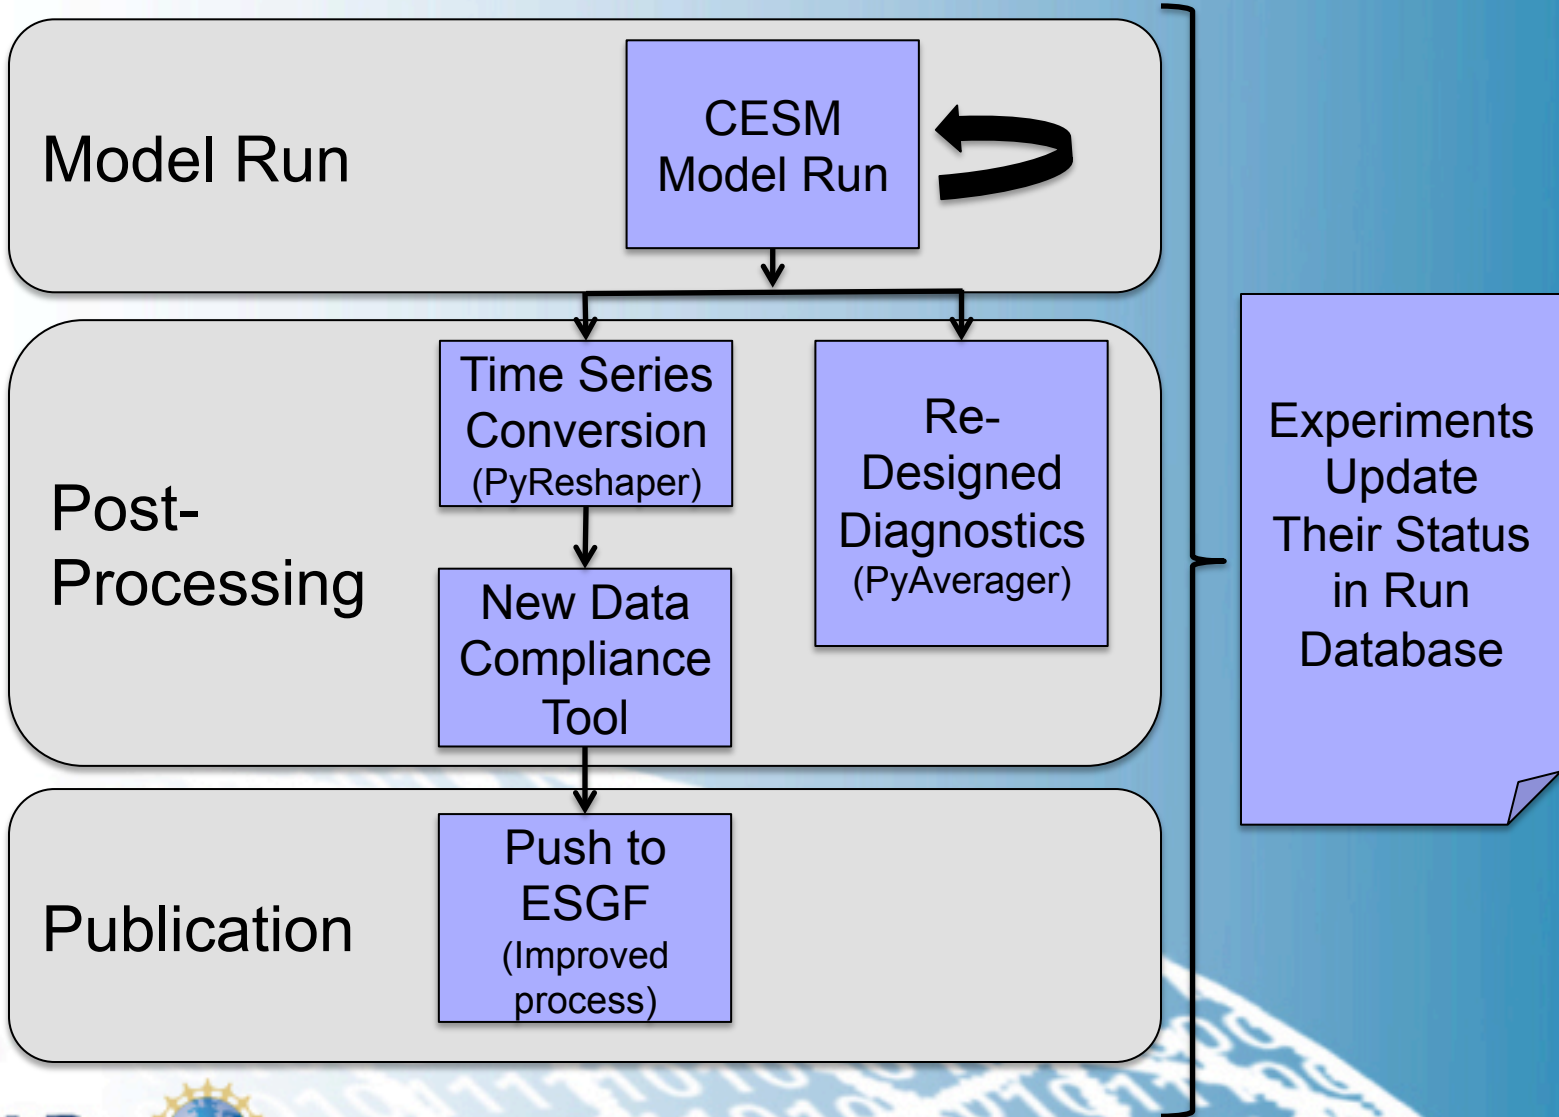 Model Run
CESM
Model Run
Post-
Processing
Time Series
Conversion
(PyReshaper)
New Data
Compliance
Tool
Re-
Designed
Diagnostics
(PyAverager)
Publication
Push to
ESGF
(Improved
process)
Experiments
Update
Their Status
in Run
Database